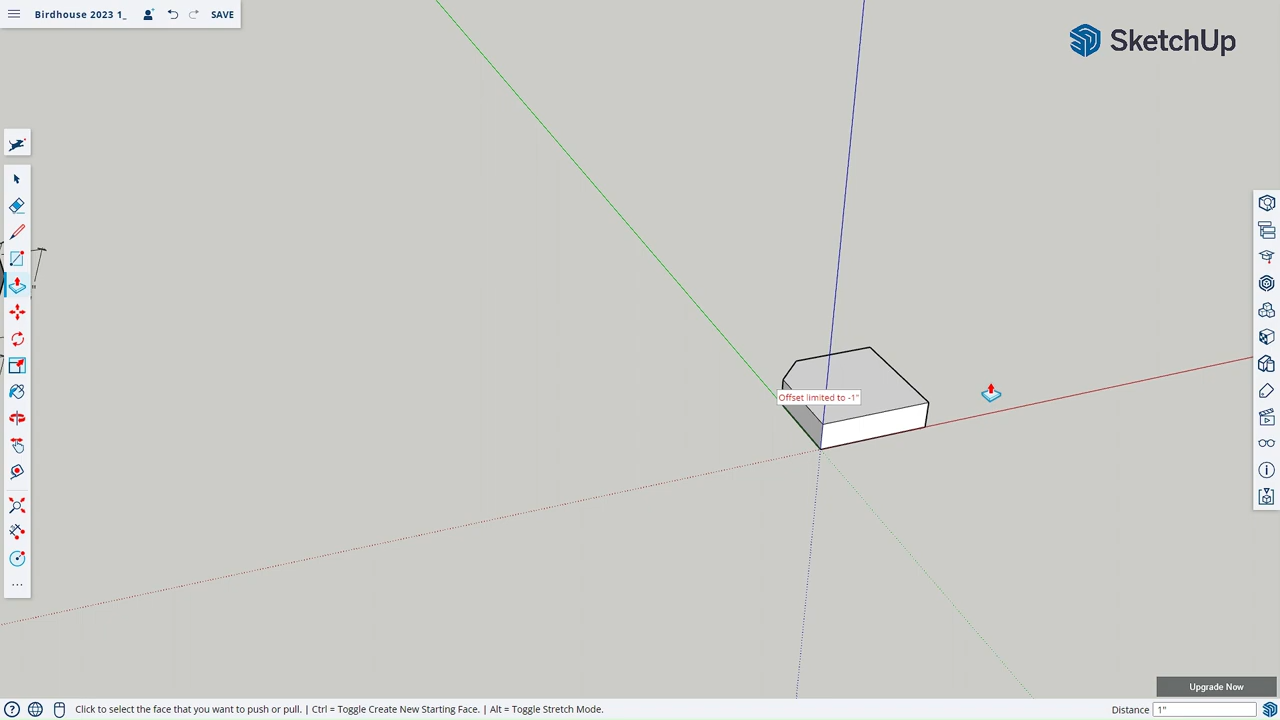 Birdhouse 2023 1_
SAVE
SketchUp
Offset limited to -1"
Upgrade Now
Click to select the face that you want to push or pull. | Ctrl = Toggle Create New Starting Face. | Alt = Toggle Stretch Mode.
Distance 1"